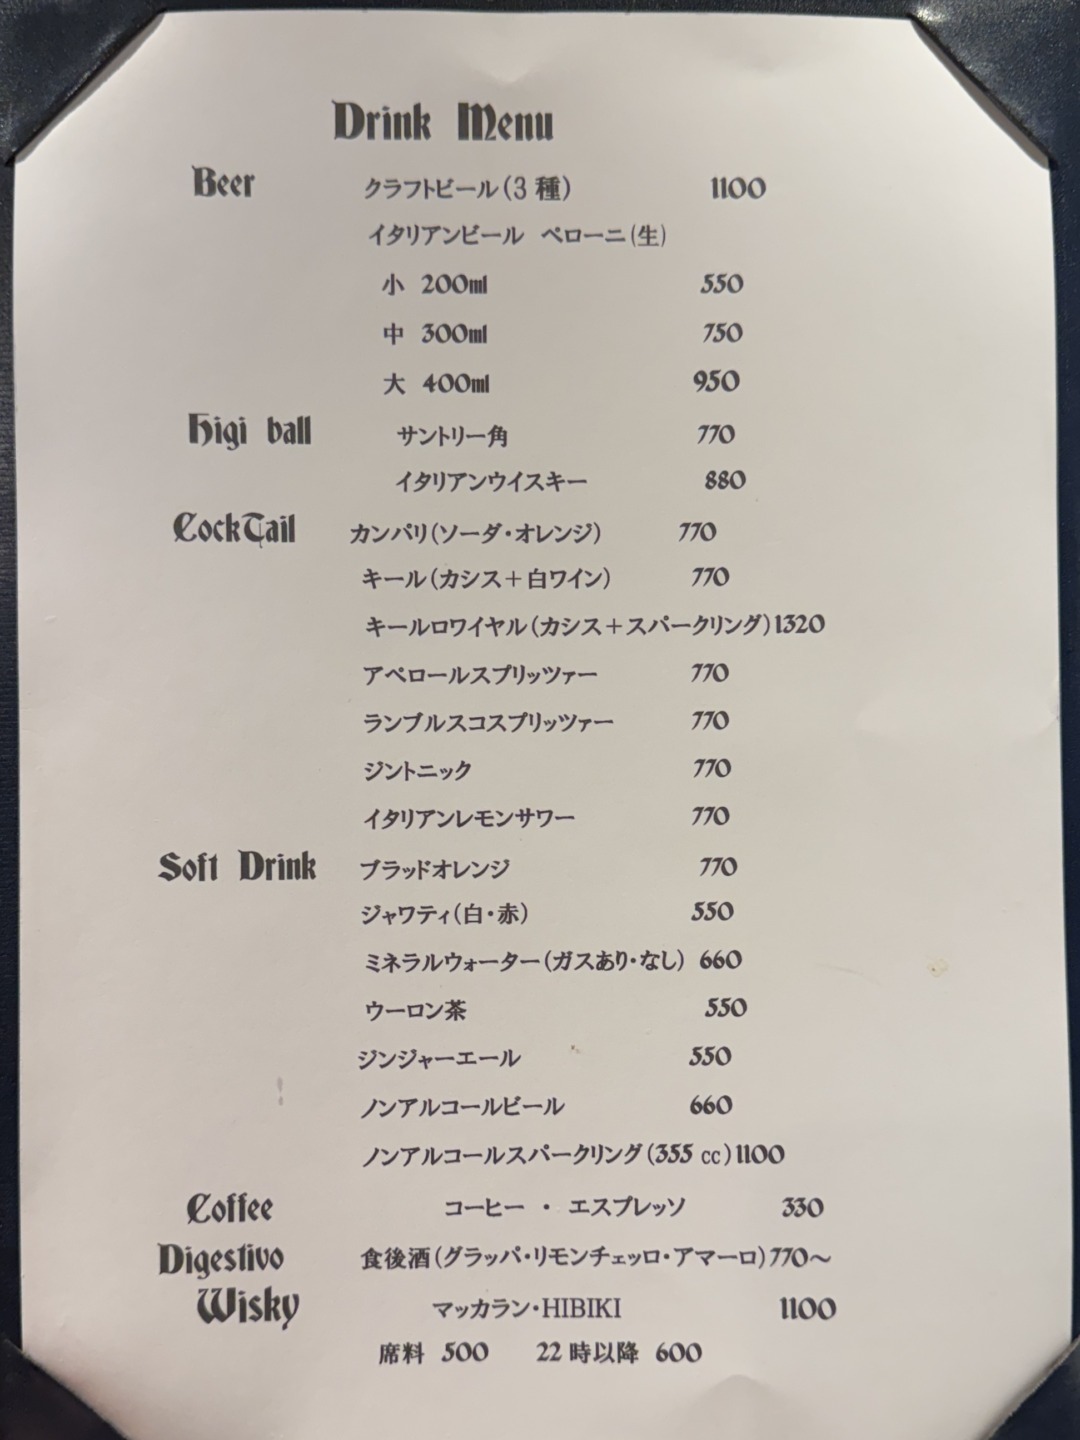 Drink Menu
Beer クラフトビール(3種) 1100
イタリアンビール ペローニ(生)
小 200ml 550
中 300ml 750
大 400ml 950
Higi ball サントリー角 770
イタリアンウイスキー 880
CockTail カンパリ(ソーダ・オレンジ) 770
キール(カシス+白ワイン) 770
キールロワイヤル(カシス+スパークリング)1320
アペロールスプリッツァー 770
ランブルスコスプリッツァー 770
ジントニック 770
イタリアンレモンサワー 770
Soft Drink ブラッドオレンジ 770
ジャワティ(白・赤) 550
ミネラルウォーター(ガスあり・なし) 660
ウーロン茶 550
ジンジャーエール 550
ノンアルコールビール 660
ノンアルコールスパークリング(355 cc)1100
Coffee コーヒー ・ エスプレッソ 330
Digestivo 食後酒(グラッパ・リモンチェッロ・アマーロ)770~
Wisky マッカラン・HIBIKI 1100
席料 500 22時以降 600